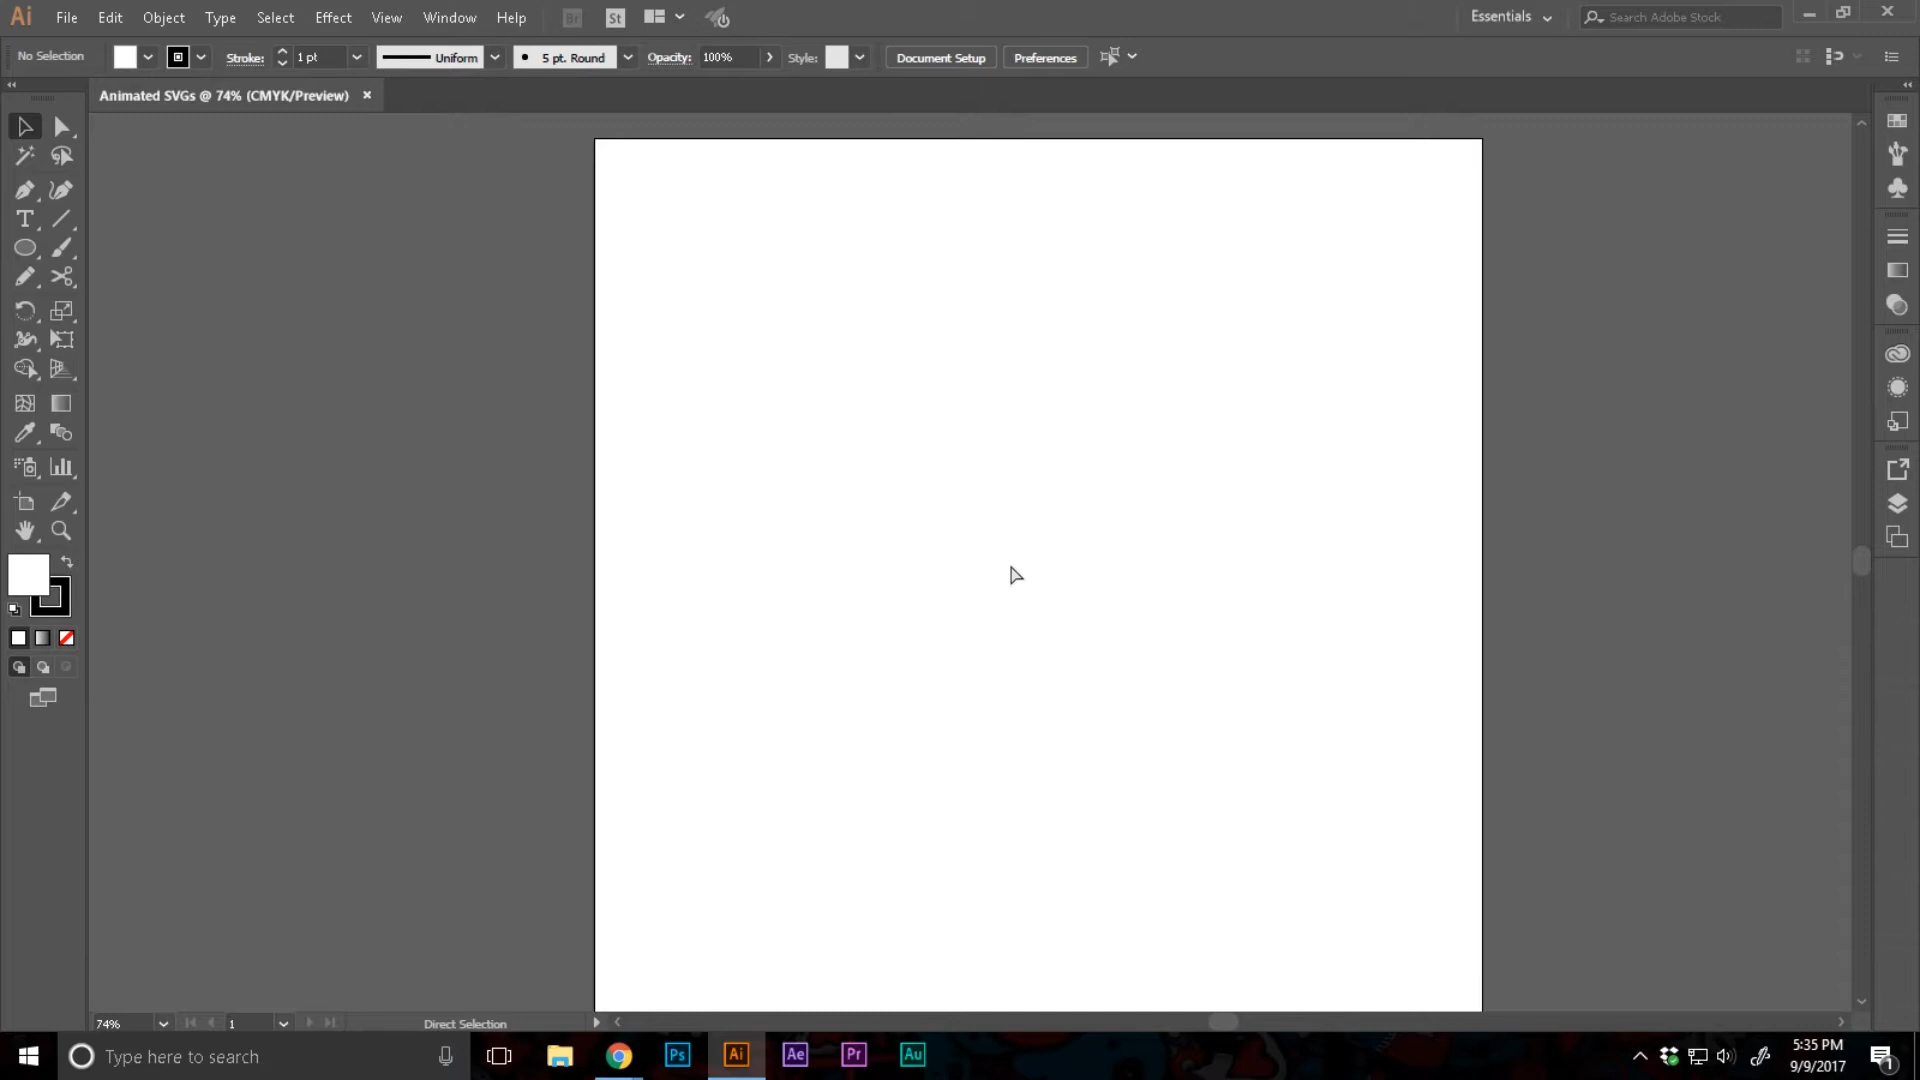 Ai File Edit Object Type Select Effect View Window Help Br St Essentials Search Adobe Stock
No Selection Stroke: 1 pt Uniform 5 pt. Round Opacity: 100% Style: Document Setup Preferences
Animated SVGs @ 74% (CMYK/Preview)
T
74% 1 Direct Selection
Type here to search Ps Ai Ae Pr Au 5:35 PM
9/9/2017
1